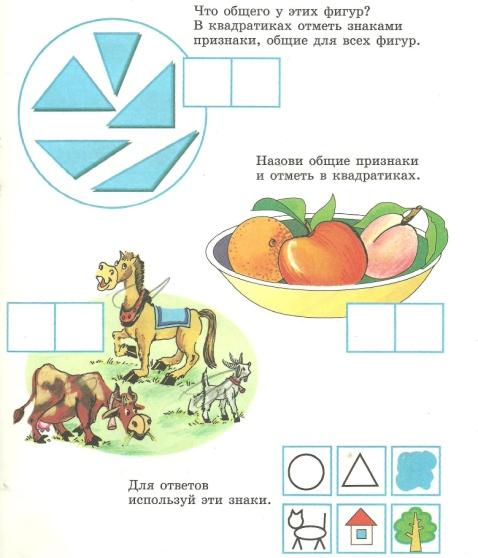 Что общего у этих фигур?
В квадратиках отметь знаками
признаки, общие для всех фигур.
Назови общие признаки
и отметь в квадратиках.
Для ответов
используй эти знаки.